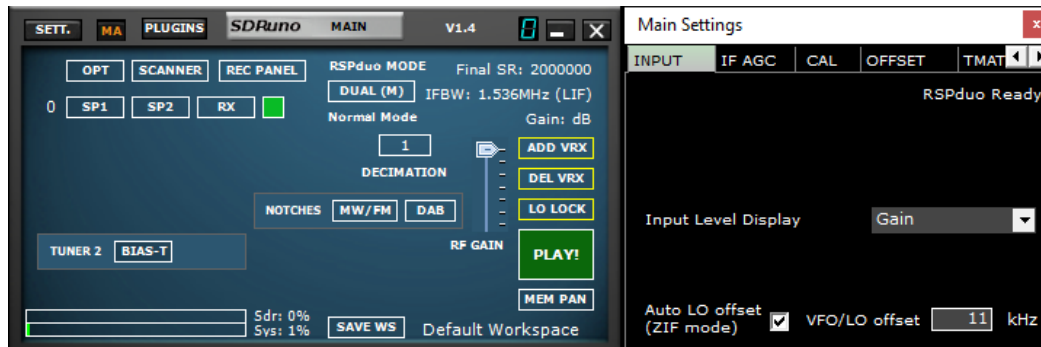 SETT. MA PLUGINS SDRuno MAIN V1.4 0
OPT SCANNER REC PANEL RSPduo MODE Final SR: 2000000
DUAL (M) IFBW: 1.536MHz (LIF)
0 SP1 SP2 RX Normal Mode Gain: dB
1 ADD VRX
DECIMATION DEL VRX
NOTCHES MW/FM DAB LO LOCK
TUNER 2 BIAS-T RF GAIN PLAY!
MEM PAN
Sdr: 0%
Sys: 1% SAVE WS Default Workspace
Main Settings x
INPUT IF AGC CAL OFFSET TMAT
RSPduo Ready
Input Level Display Gain
Auto LO offset
(ZIF mode) VFO/LO offset 11 kHz